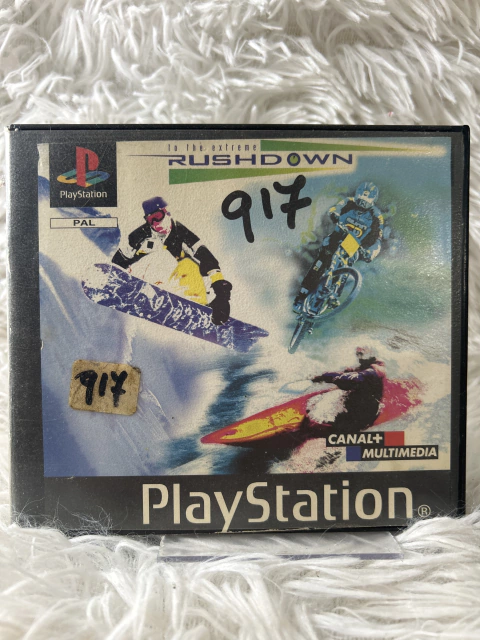 to the extreme
RUSHDOWN
PlayStation
PAL
917
917
CANAL+
MULTIMEDIA
PlayStation®